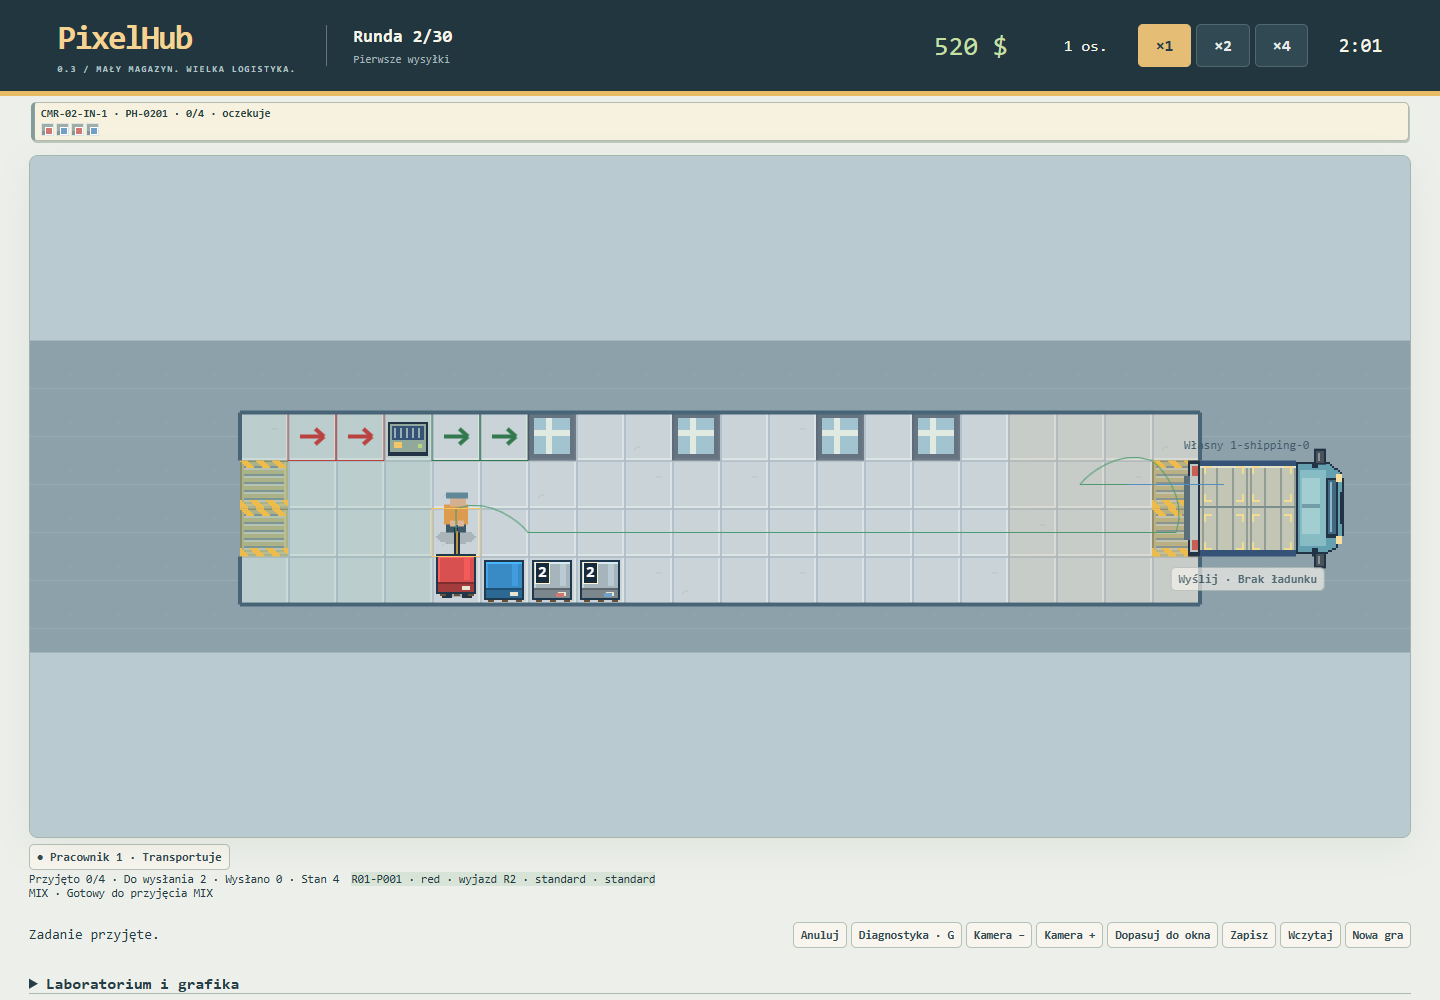 PixelHub
0.3 / MAŁY MAGAZYN. WIELKA LOGISTYKA.
Runda 2/30
Pierwsze wysyłki
520 $
1 os.
×1
×2
×4
2:01
CMR-02-IN-1 · PH-0201 · 0/4 · oczekuje
Własny 1-shipping-0
2
2
Wyślij · Brak ładunku
Pracownik 1 · Transportuje
Przyjęto 0/4 · Do wysłania 2 · Wysłano 0 · Stan 4 R01-P001 · red · wyjazd R2 · standard · standard
MIX · Gotowy do przyjęcia MIX
Zadanie przyjęte.
Anuluj
Diagnostyka · G
Kamera −
Kamera +
Dopasuj do okna
Zapisz
Wczytaj
Nowa gra
Laboratorium i grafika